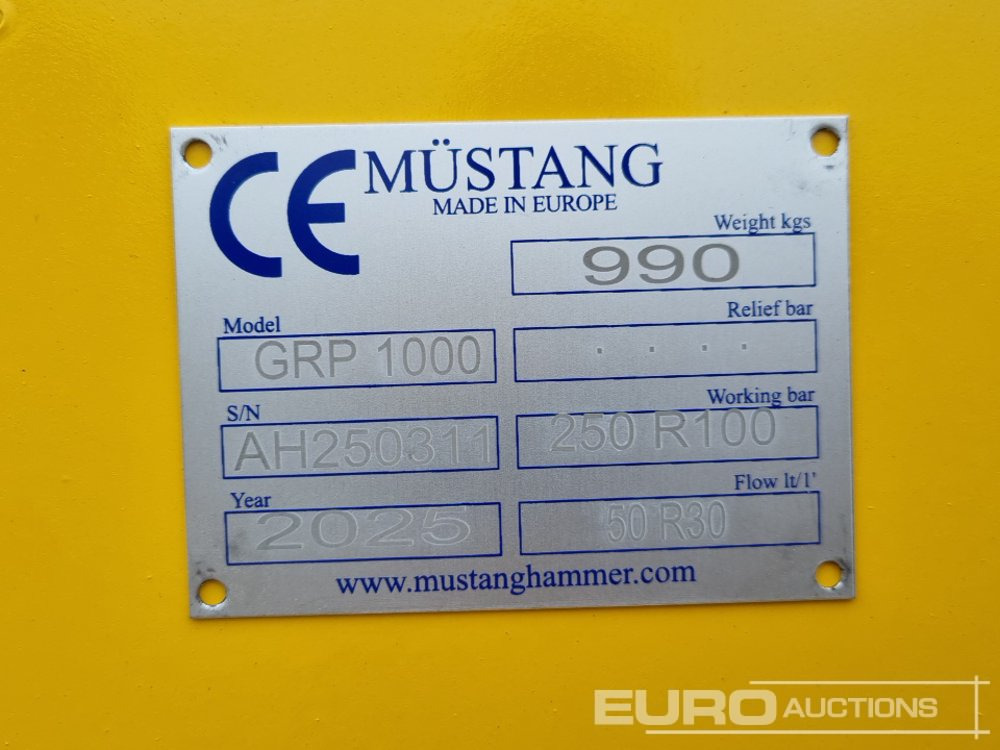 CE MÜSTANG
MADE IN EUROPE
Weight kgs
990
Model
GRP 1000
Relief bar
. . . .
S/N
AH250311
Working bar
250 R100
Year
2025
Flow lt/1'
50 R30
www.mustanghammer.com
EURO AUCTIONS